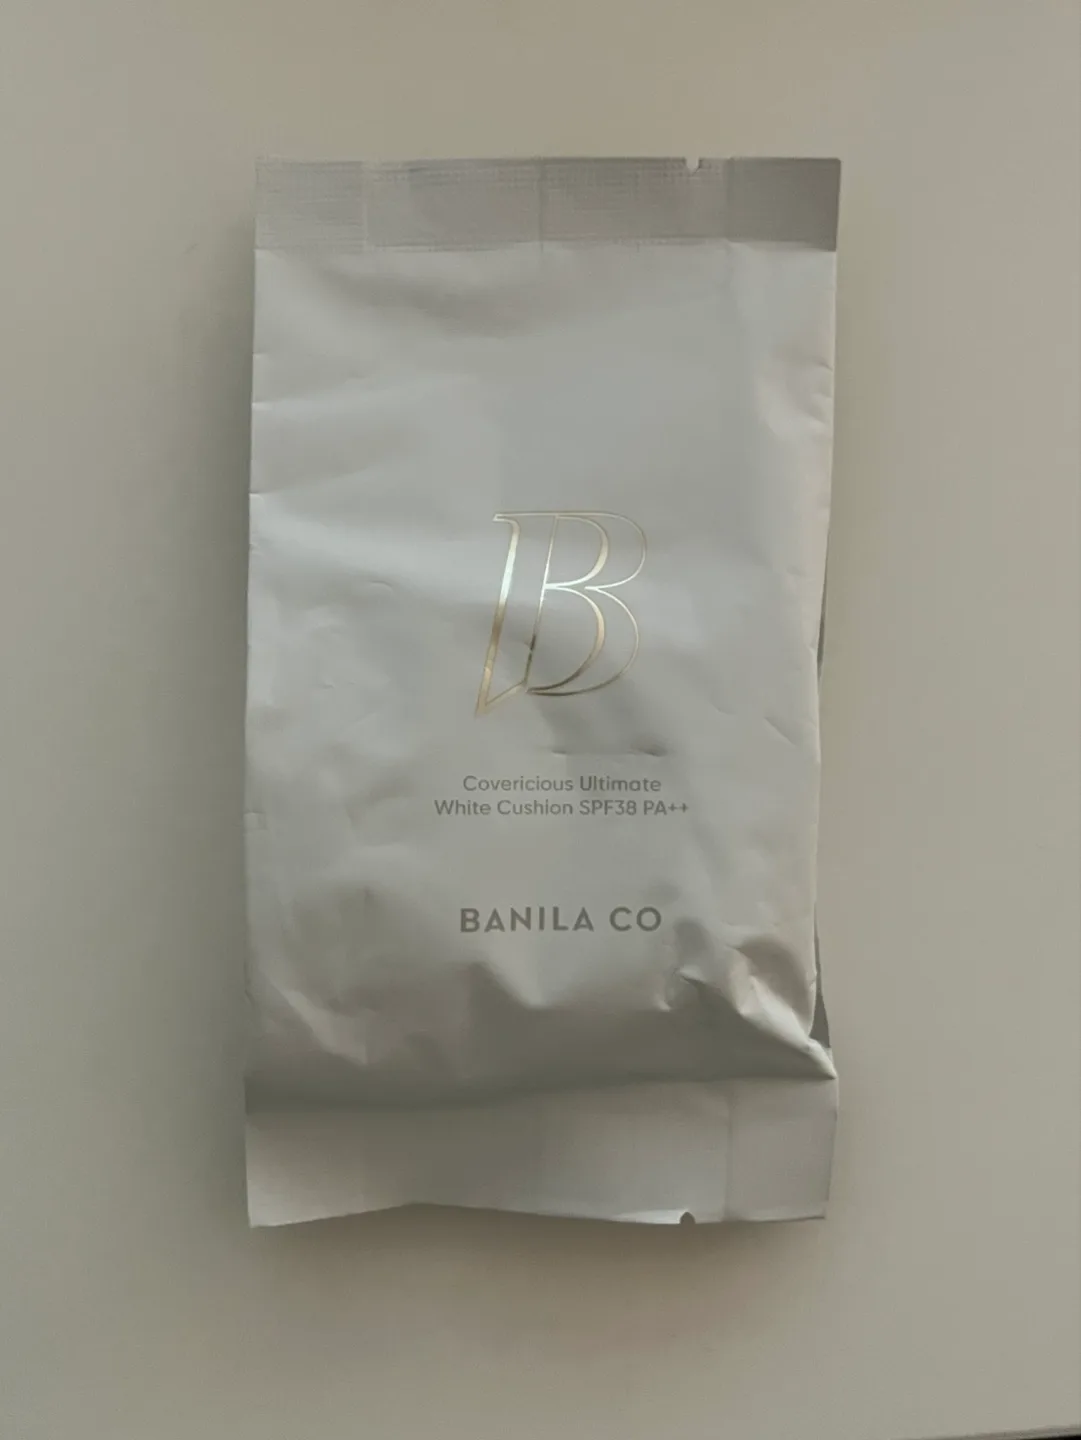 B
Covericious Ultimate
White Cushion SPF38 PA++
BANILA CO